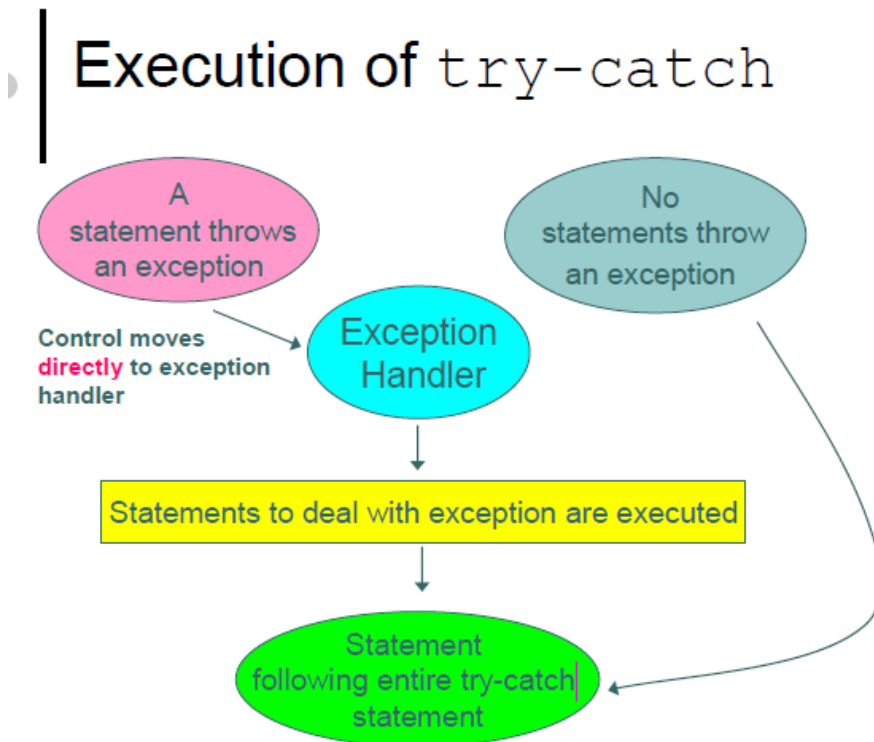 Execution of try-catch
A
statement throws
an exception
No
statements throw
an exception
Control moves
directly to exception
handler
Exception
Handler
Statements to deal with exception are executed
Statement
following entire try-catch
statement